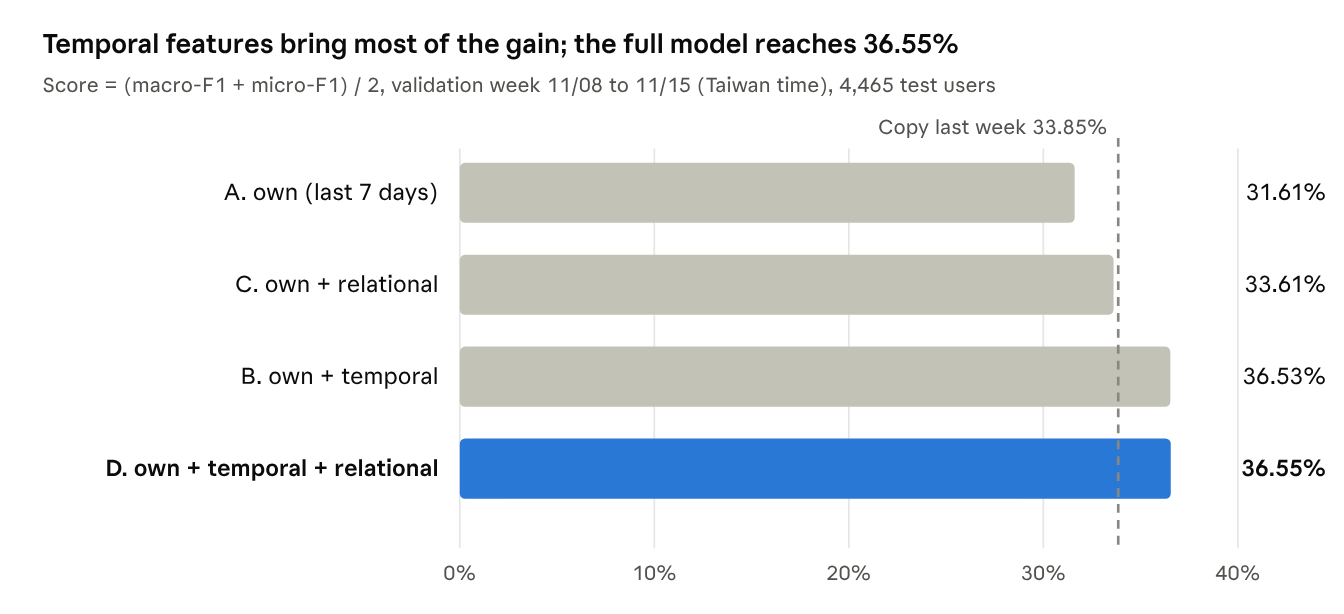 Temporal features bring most of the gain; the full model reaches 36.55%
Score = (macro-F1 + micro-F1) / 2, validation week 11/08 to 11/15 (Taiwan time), 4,465 test users
Copy last week 33.85%
A. own (last 7 days) 31.61%
C. own + relational 33.61%
B. own + temporal 36.53%
D. own + temporal + relational 36.55%
0% 10% 20% 30% 40%